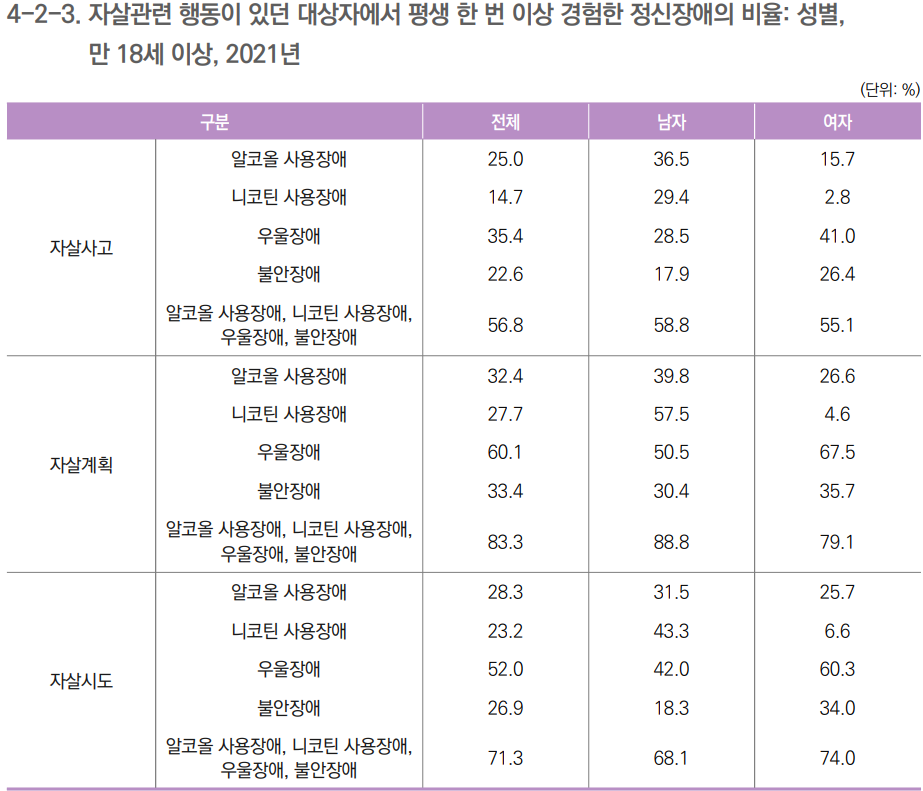 4-2-3. 자살관련 행동이 있던 대상자에서 평생 한 번 이상 경험한 정신장애의 비율: 성별,
만 18세 이상, 2021년
(단위: %)
구분 전체 남자 여자
자살사고
알코올 사용장애 25.0 36.5 15.7
니코틴 사용장애 14.7 29.4 2.8
우울장애 35.4 28.5 41.0
불안장애 22.6 17.9 26.4
알코올 사용장애, 니코틴 사용장애,
우울장애, 불안장애 56.8 58.8 55.1
자살계획
알코올 사용장애 32.4 39.8 26.6
니코틴 사용장애 27.7 57.5 4.6
우울장애 60.1 50.5 67.5
불안장애 33.4 30.4 35.7
알코올 사용장애, 니코틴 사용장애,
우울장애, 불안장애 83.3 88.8 79.1
자살시도
알코올 사용장애 28.3 31.5 25.7
니코틴 사용장애 23.2 43.3 6.6
우울장애 52.0 42.0 60.3
불안장애 26.9 18.3 34.0
알코올 사용장애, 니코틴 사용장애,
우울장애, 불안장애 71.3 68.1 74.0